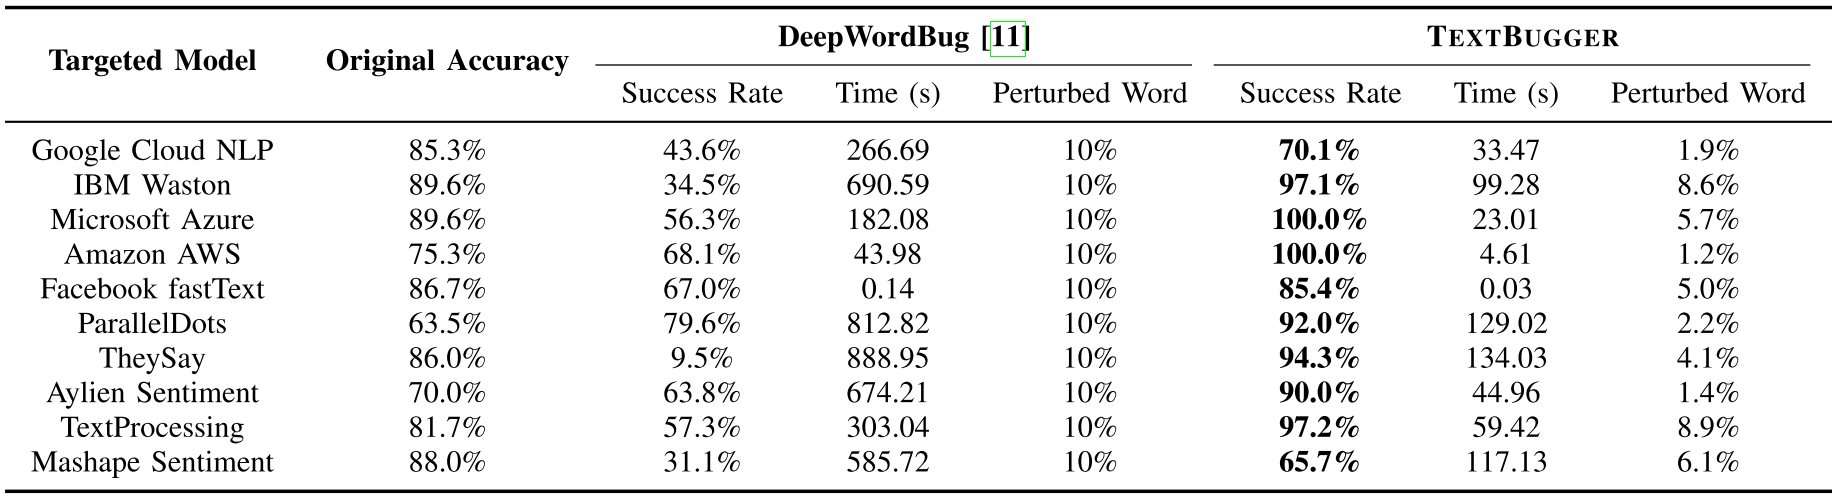 Targeted Model Original Accuracy DeepWordBug [11] TEXTBUGGER
Success Rate Time (s) Perturbed Word Success Rate Time (s) Perturbed Word
Google Cloud NLP 85.3% 43.6% 266.69 10% 70.1% 33.47 1.9%
IBM Waston 89.6% 34.5% 690.59 10% 97.1% 99.28 8.6%
Microsoft Azure 89.6% 56.3% 182.08 10% 100.0% 23.01 5.7%
Amazon AWS 75.3% 68.1% 43.98 10% 100.0% 4.61 1.2%
Facebook fastText 86.7% 67.0% 0.14 10% 85.4% 0.03 5.0%
ParallelDots 63.5% 79.6% 812.82 10% 92.0% 129.02 2.2%
TheySay 86.0% 9.5% 888.95 10% 94.3% 134.03 4.1%
Aylien Sentiment 70.0% 63.8% 674.21 10% 90.0% 44.96 1.4%
TextProcessing 81.7% 57.3% 303.04 10% 97.2% 59.42 8.9%
Mashape Sentiment 88.0% 31.1% 585.72 10% 65.7% 117.13 6.1%